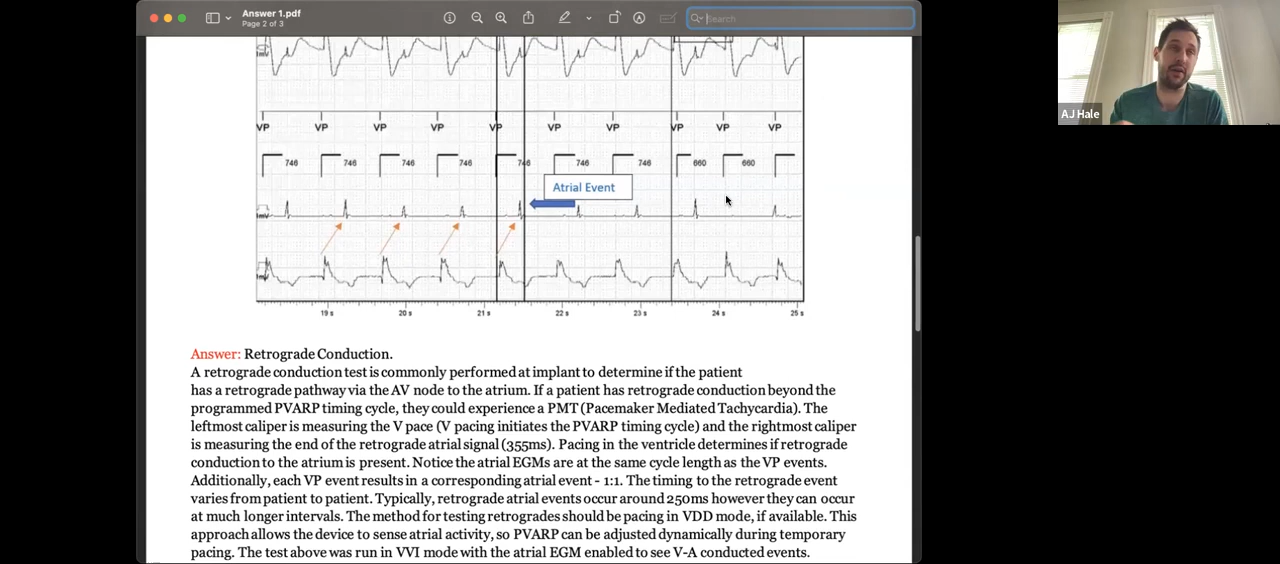 Answer 1.pdf
Page 2 of 3
Search
AJ Hale
1mV
VP VP VP VP VP VP VP VP VP VP
746 746 746 746 746 746 746 660 660
Atrial Event
19 s 20 s 21 s 22 s 23 s 24 s 25 s
Answer: Retrograde Conduction.
A retrograde conduction test is commonly performed at implant to determine if the patient
has a retrograde pathway via the AV node to the atrium. If a patient has retrograde conduction beyond the
programmed PVARP timing cycle, they could experience a PMT (Pacemaker Mediated Tachycardia). The
leftmost caliper is measuring the V pace (V pacing initiates the PVARP timing cycle) and the rightmost caliper
is measuring the end of the retrograde atrial signal (355ms). Pacing in the ventricle determines if retrograde
conduction to the atrium is present. Notice the atrial EGMs are at the same cycle length as the VP events.
Additionally, each VP event results in a corresponding atrial event - 1:1. The timing to the retrograde event
varies from patient to patient. Typically, retrograde atrial events occur around 250ms however they can occur
at much longer intervals. The method for testing retrogrades should be pacing in VDD mode, if available. This
approach allows the device to sense atrial activity, so PVARP can be adjusted dynamically during temporary
pacing. The test above was run in VVI mode with the atrial EGM enabled to see V-A conducted events.